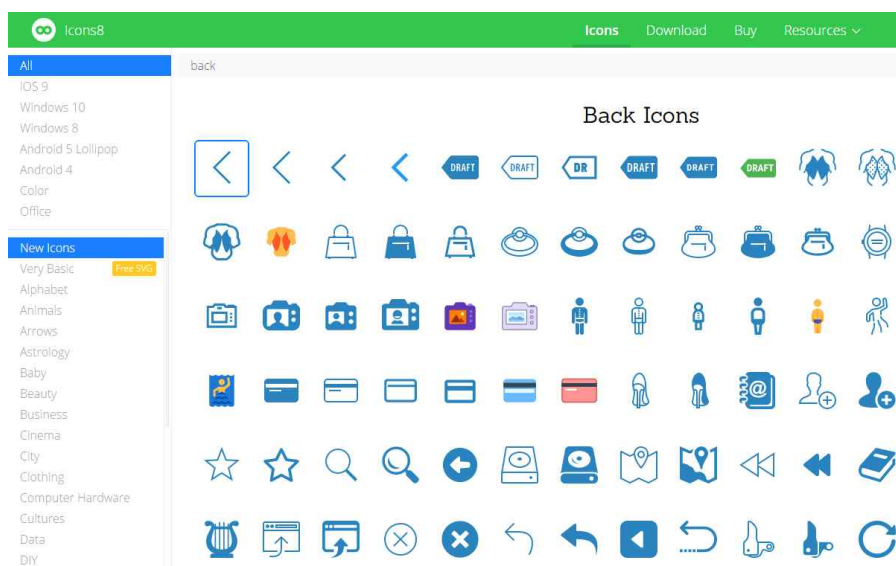 Icons8
Icons Download Buy Resources
All
iOS 9
Windows 10
Windows 8
Android 5 Lollipop
Android 4
Color
Office
New Icons
Very Basic Free SVG
Alphabet
Animals
Arrows
Astrology
Baby
Beauty
Business
Cinema
City
Clothing
Computer Hardware
Cultures
Data
DIY
back
Back Icons
DRAFT DRAFT DR DRAFT DRAFT DRAFT
@